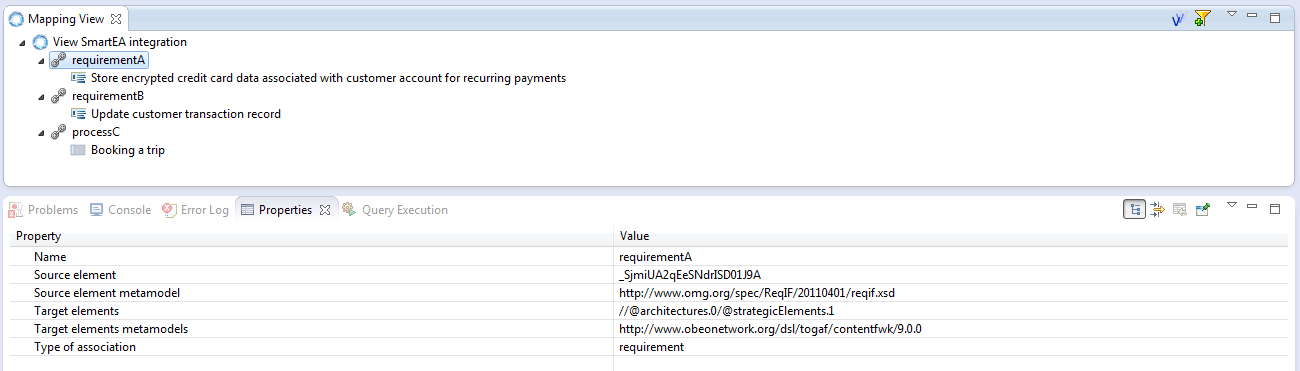 Mapping View
View SmartEA integration
requirementA
Store encrypted credit card data associated with customer account for recurring payments
requirementB
Update customer transaction record
processC
Booking a trip
Problems Console Error Log Properties Query Execution
Property Value
Name requirementA
Source element _SjmiUA2qEeSNdrISD01J9A
Source element metamodel http://www.omg.org/spec/ReqIF/20110401/reqif.xsd
Target elements //@architectures.0/@strategicElements.1
Target elements metamodels http://www.obeonetwork.org/dsl/togaf/contentfwk/9.0.0
Type of association requirement